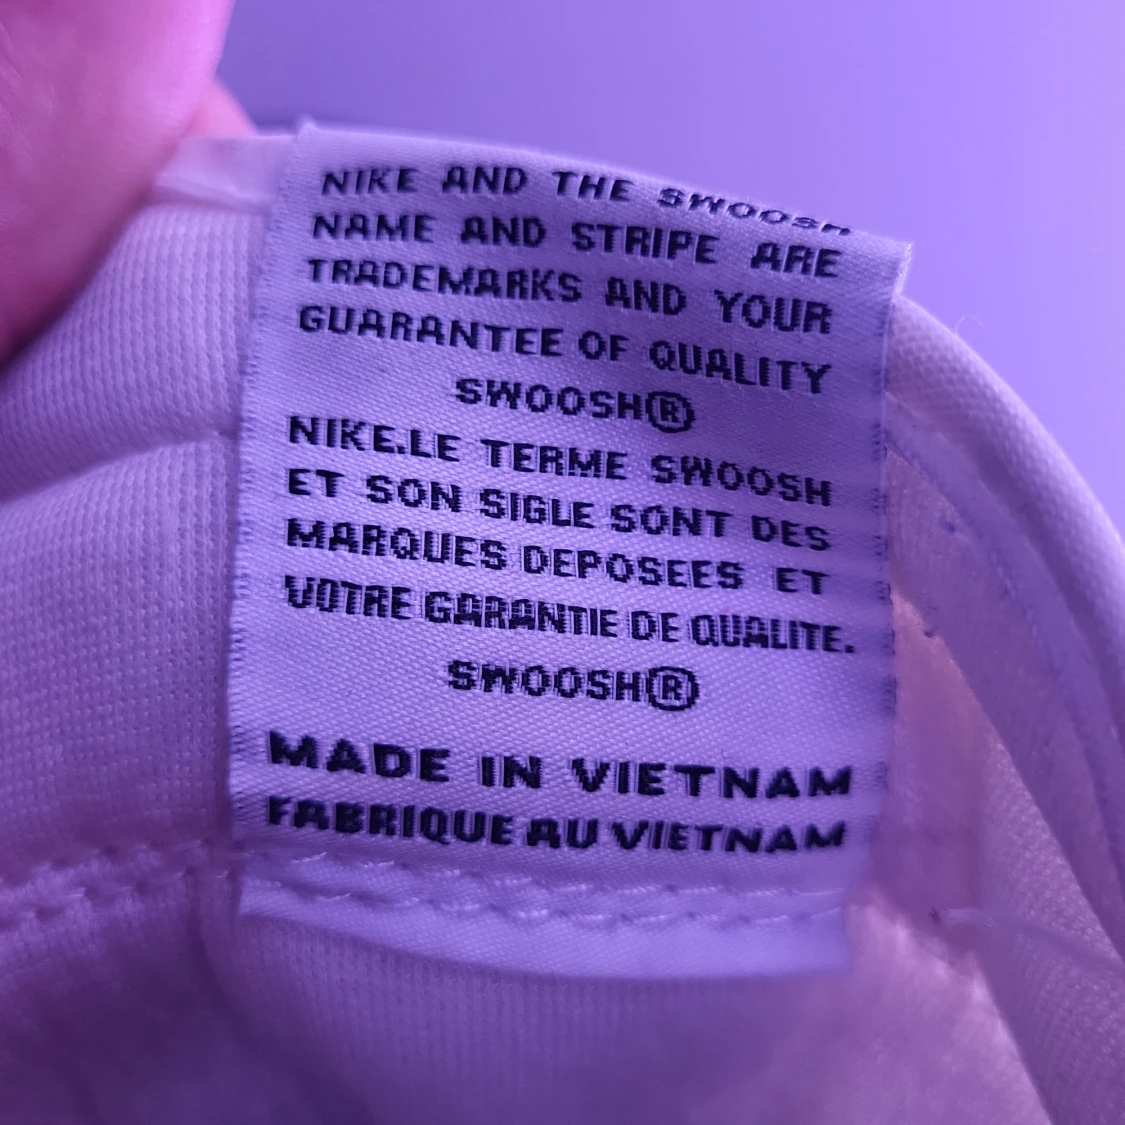 NIKE AND THE SWOOSH
NAME AND STRIPE ARE
TRADEMARKS AND YOUR
GUARANTEE OF QUALITY
SWOOSH®
NIKE.LE TERME SWOOSH
ET SON SIGLE SONT DES
MARQUES DEPOSEES ET
VOTRE GARANTIE DE QUALITE.
SWOOSH®
MADE IN VIETNAM
FABRIQUE AU VIETNAM